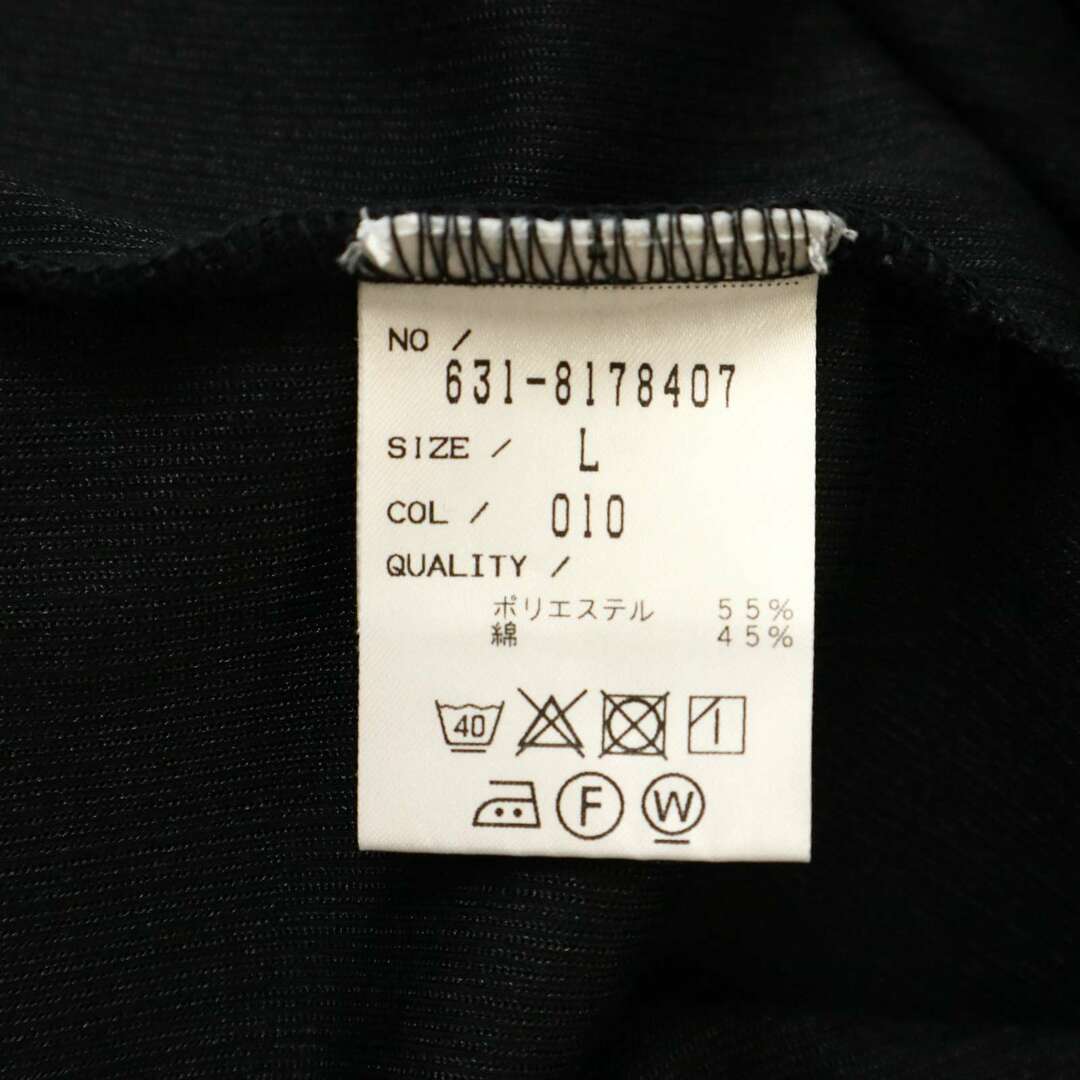 NO /
631-8178407
SIZE / L
COL / 010
QUALITY /
ポリエステル 55%
綿 45%
40
F W